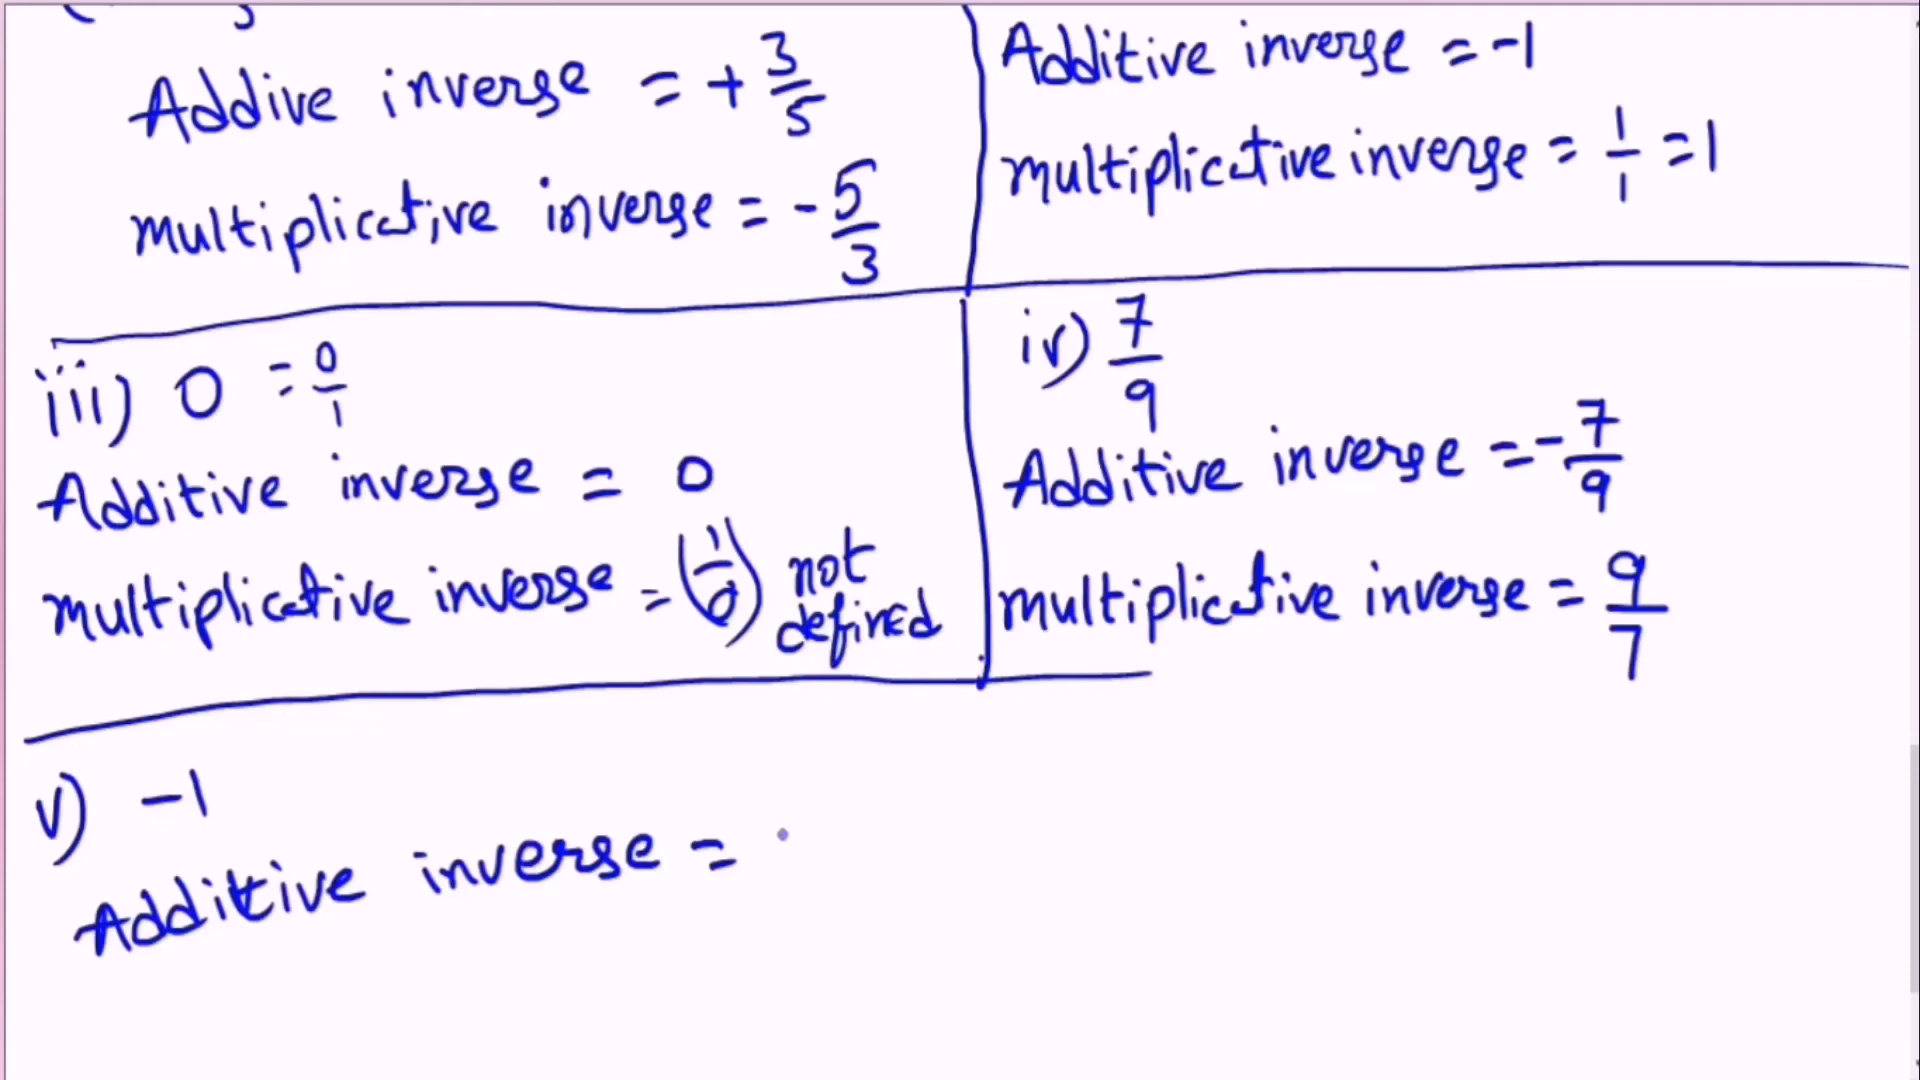 Addive inverse = + 3/5
multiplicative inverse = - 5/3
Additive inverse = -1
multiplicative inverse = 1/1 = 1
iii) 0 = 0/1
Additive inverse = 0
multiplicative inverse = (1/0) not defined
iv) 7/9
Additive inverse = - 7/9
multiplicative inverse = 9/7
v) -1
Additive inverse =